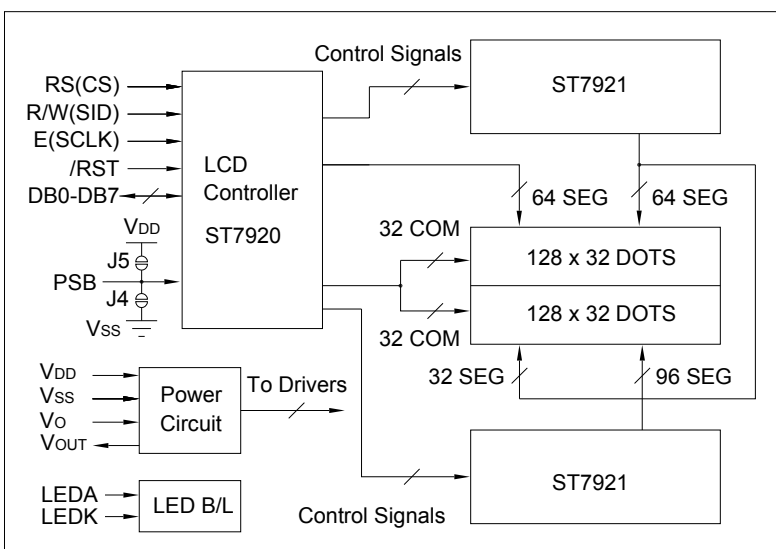 Control Signals
ST7921
RS(CS)
R/W(SID)
E(SCLK)
/RST
DB0-DB7
LCD
Controller
ST7920
64 SEG
64 SEG
VDD
J5
PSB
J4
VSS
32 COM
128 x 32 DOTS
128 x 32 DOTS
32 COM
32 SEG
96 SEG
VDD
VSS
VO
VOUT
Power
Circuit
To Drivers
ST7921
LEDA
LEDK
LED B/L
Control Signals